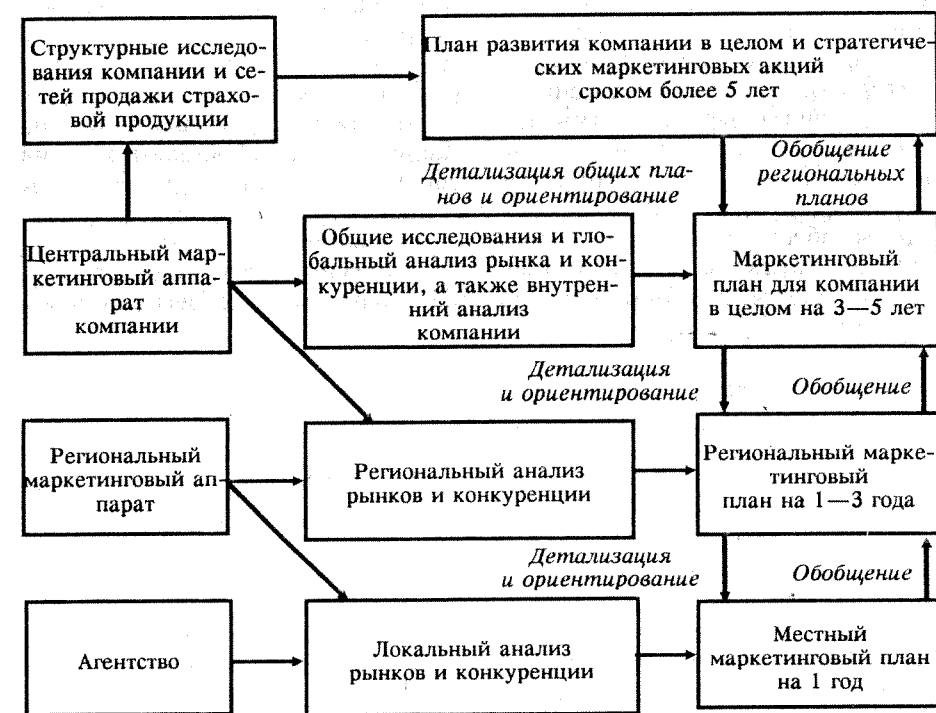 Структурные исследо-
вания компании и се-
тей продажи страхо-
вой продукции
План развития компании в целом и стратегиче-
ских маркетинговых акций
сроком более 5 лет
Детализация общих пла-
нов и ориентирование
Обобщение
региональных
планов
Центральный мар-
кетинговый аппа-
рат
компании
Общие исследования и гло-
бальный анализ рынка и кон-
куренции, а также внутрен-
ний анализ
компании
Маркетинговый
план для компании
в целом на 3—5 лет
Детализация
и ориентирование
Обобщение
Региональный
маркетинговый ап-
парат
Региональный анализ
рынков и конкуренции
Региональный марке-
тинговый
план на 1—3 года
Детализация
и ориентирование
Обобщение
Агентство
Локальный анализ
рынков и конкуренции
Местный
маркетинговый план
на 1 год